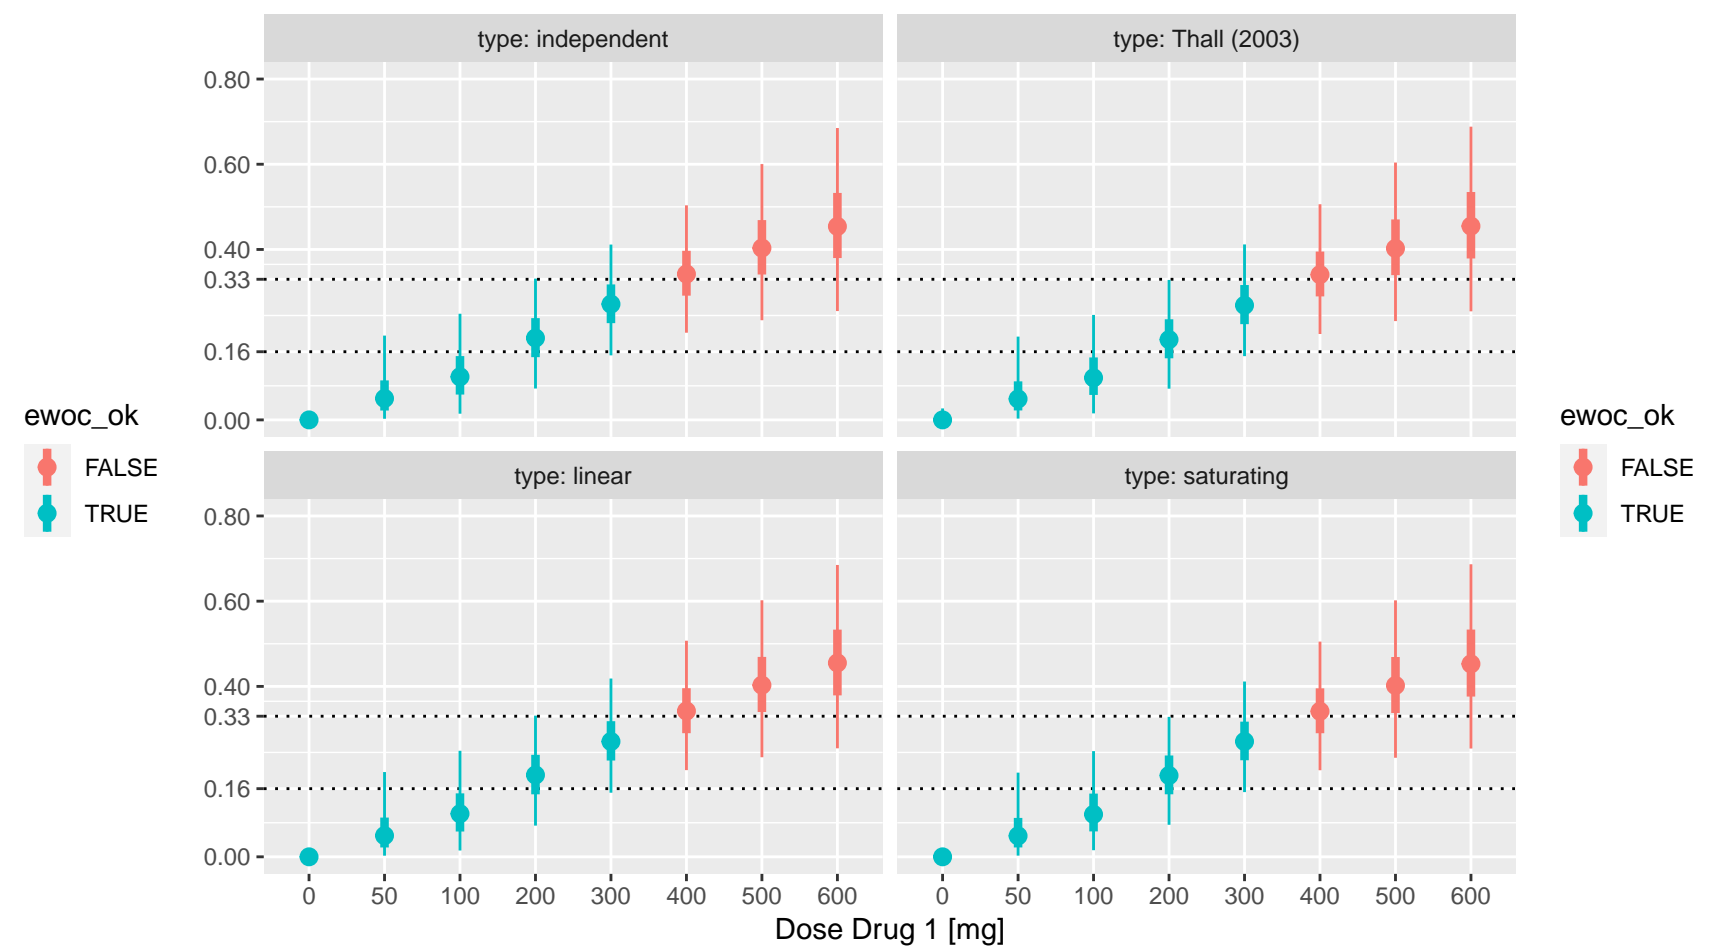 type: independent
type: Thall (2003)
0.80
0.60
0.40
0.33
0.16
0.00
ewoc_ok
FALSE
TRUE
ewoc_ok
FALSE
TRUE
type: linear
type: saturating
0.80
0.60
0.40
0.33
0.16
0.00
0 50 100 200 300 400 500 600
0 50 100 200 300 400 500 600
Dose Drug 1 [mg]